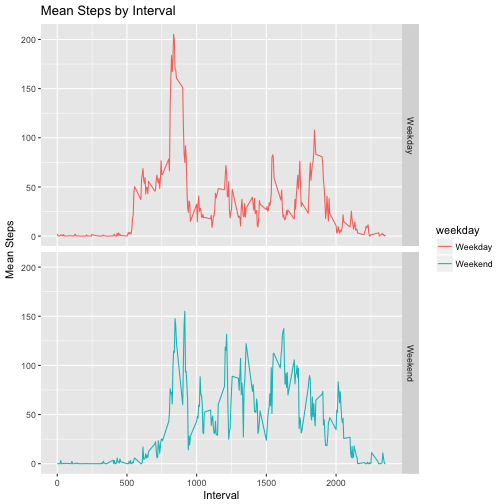 Mean Steps by Interval
200
150
100
50
0
Weekday
200
150
100
50
0
Weekend
Mean Steps
0
500
1000
1500
2000
Interval
weekday
Weekday
Weekend